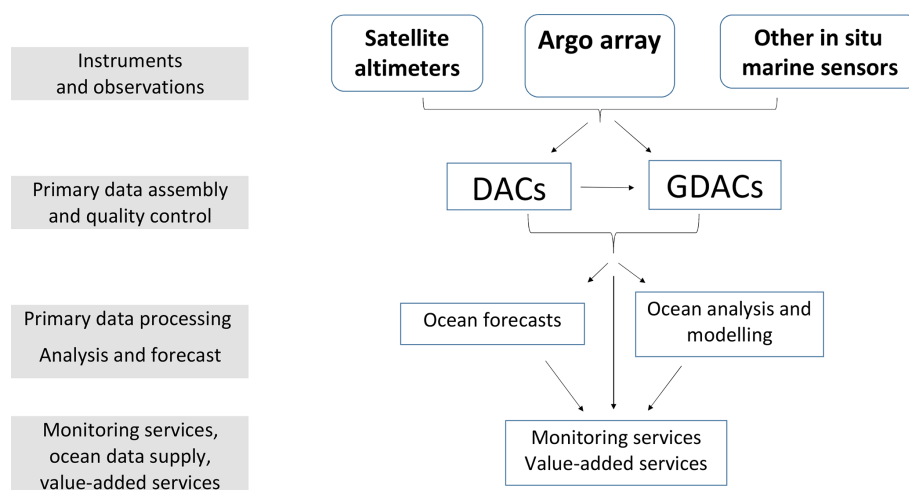 Instruments
and observations
Satellite
altimeters
Argo array
Other in situ
marine sensors
Primary data assembly
and quality control
DACs
GDACs
Primary data processing
Analysis and forecast
Ocean forecasts
Ocean analysis and
modelling
Monitoring services,
ocean data supply,
value-added services
Monitoring services
Value-added services